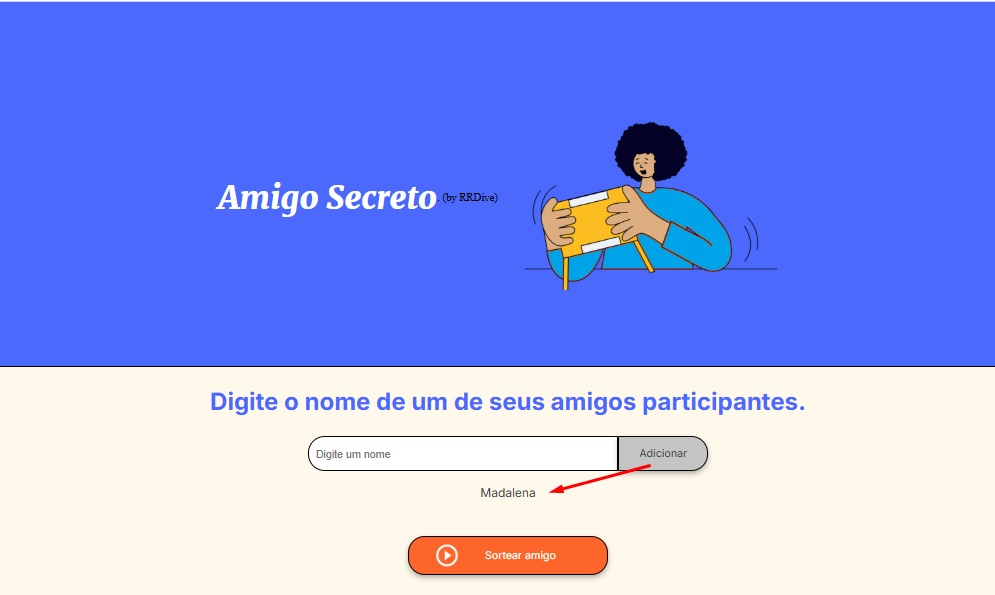 Amigo Secreto. (by RRDive)
Digite o nome de um de seus amigos participantes.
Digite um nome
Adicionar
Madalena
Sortear amigo